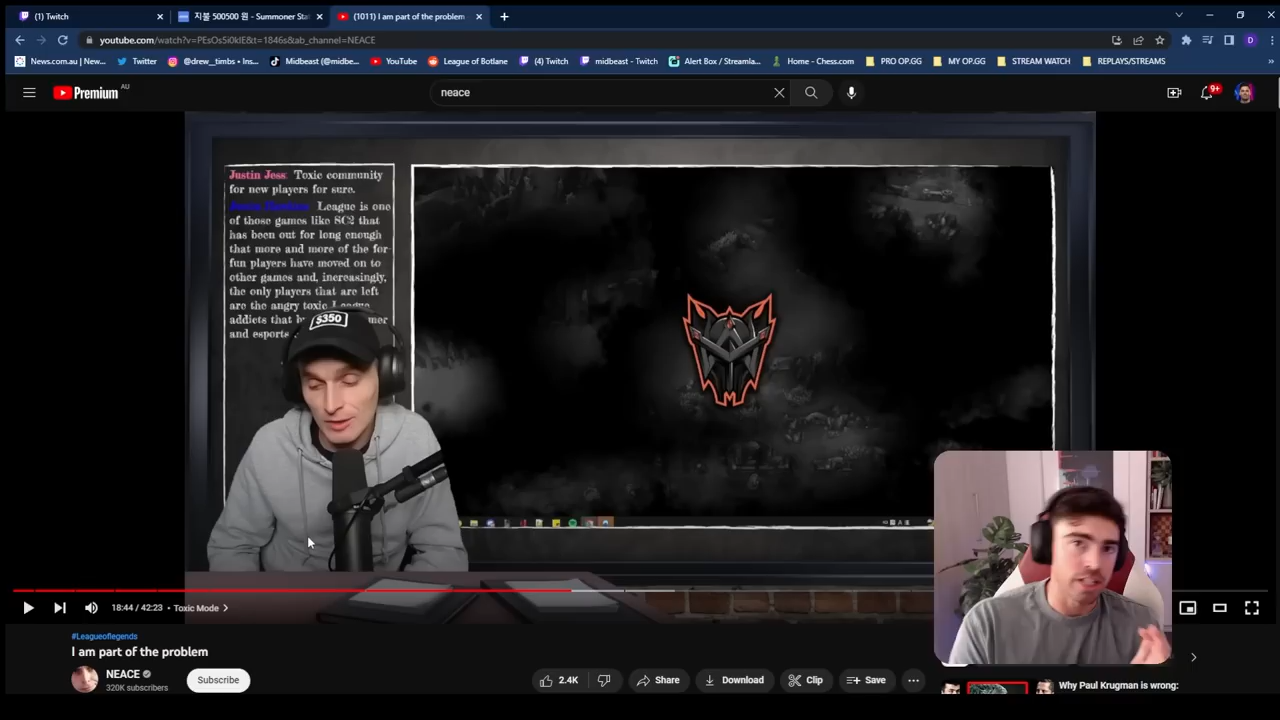 (1) Twitch
지불 500500 원 - Summoner Sta
(1011) I am part of the problem
youtube.com/watch?v=PEsOs5i0kIE&t=1846s&ab_channel=NEACE
News.com.au | New...
Twitter
@drew_timbs • Ins...
Midbeast (@midbe...
YouTube
League of Botlane
(4) Twitch
midbeast - Twitch
Alert Box / Streamla...
Home - Chess.com
PRO OP.GG
MY OP.GG
STREAM WATCH
REPLAYS/STREAMS
Premium AU
neace
9+
Justin Jess: Toxic community
for new players for sure.
League is one
of those games like SC2 that
has been out for long enough
that more and more of the for
fun players have moved on to
other games and, increasingly,
the only players that are left
are the angry toxic League
addicts that
and esports
$350
18:44 / 42:23 • Toxic Mode
#Leagueoflegends
I am part of the problem
NEACE
320K subscribers
Subscribe
2.4K
Share
Download
Clip
Save
Why Paul Krugman is wrong: